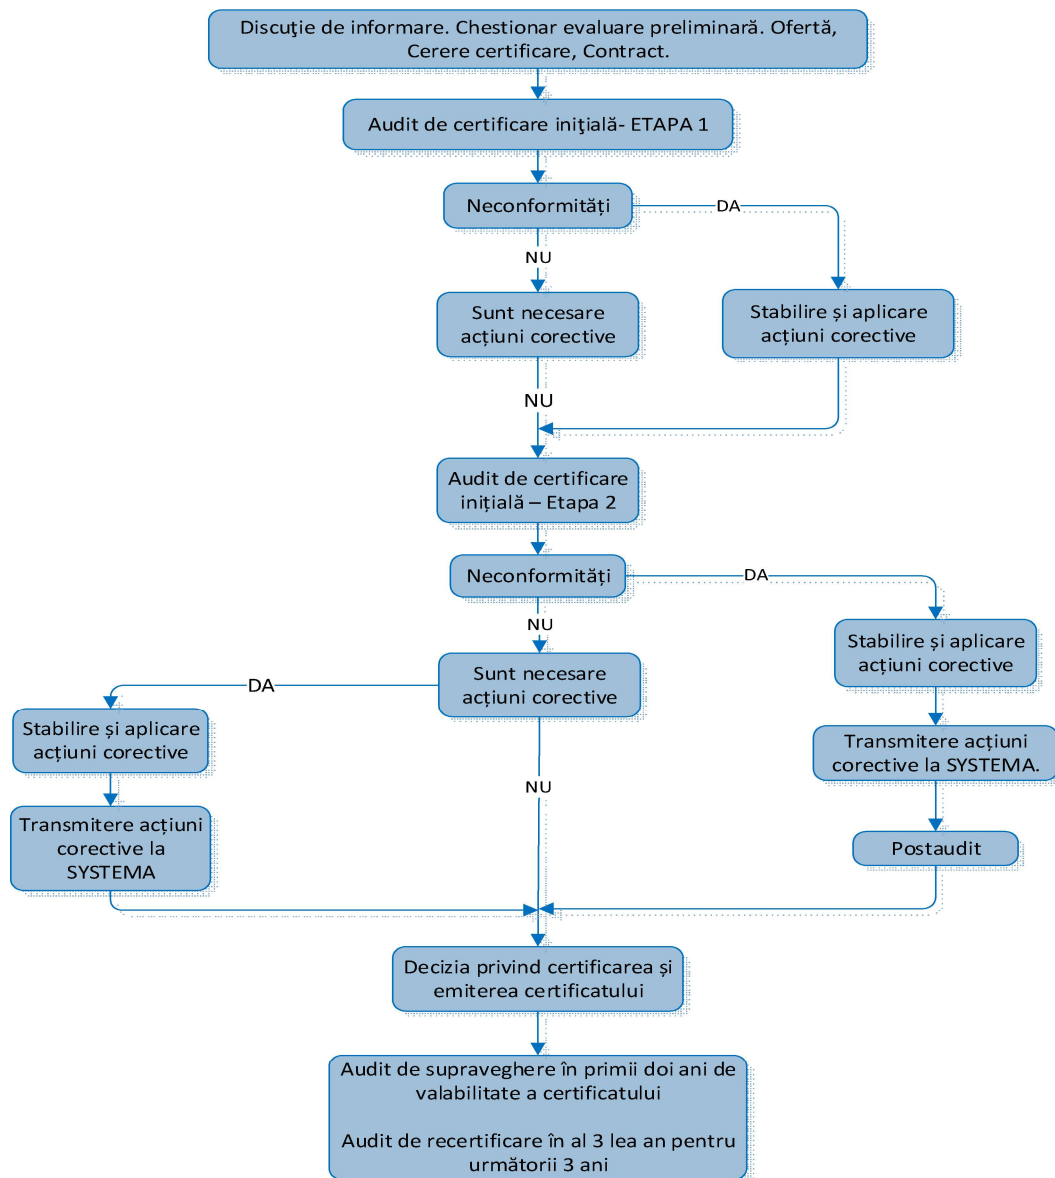 Discuţie de informare. Chestionar evaluare preliminară. Ofertă,
Cerere certificare, Contract.
Audit de certificare iniţială- ETAPA 1
Neconformități
DA
NU
Sunt necesare
acțiuni corective
Stabilire și aplicare
acțiuni corective
NU
Audit de certificare
inițială – Etapa 2
Neconformități
DA
NU
Stabilire și aplicare
acțiuni corective
Sunt necesare
acțiuni corective
DA
Stabilire și aplicare
acțiuni corective
Transmitere acțiuni
corective la SYSTEMA.
NU
Transmitere acțiuni
corective la
SYSTEMA
Postaudit
Decizia privind certificarea și
emiterea certificatului
Audit de supraveghere în primii doi ani de
valabilitate a certificatului
Audit de recertificare în al 3 lea an pentru
următorii 3 ani